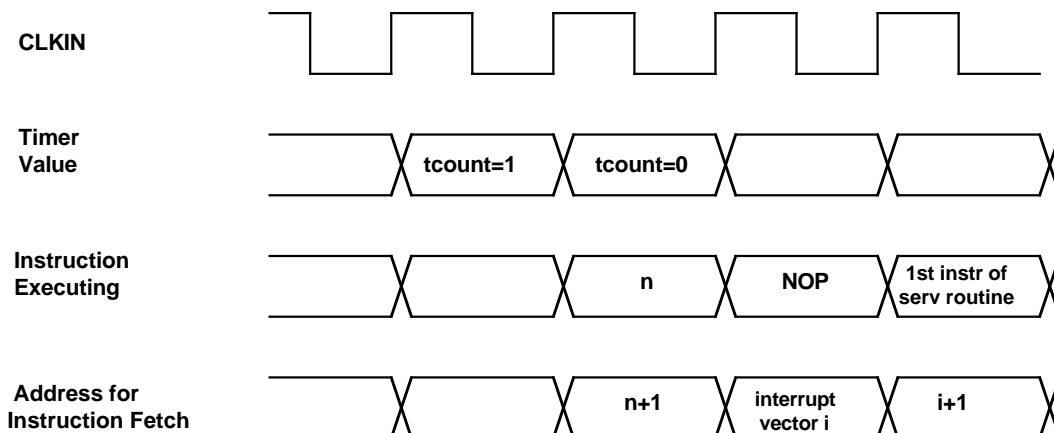 CLKIN
Timer
Value
tcount=1
tcount=0
Instruction
Executing
n
NOP
1st instr of
serv routine
Address for
Instruction Fetch
n+1
interrupt
vector i
i+1